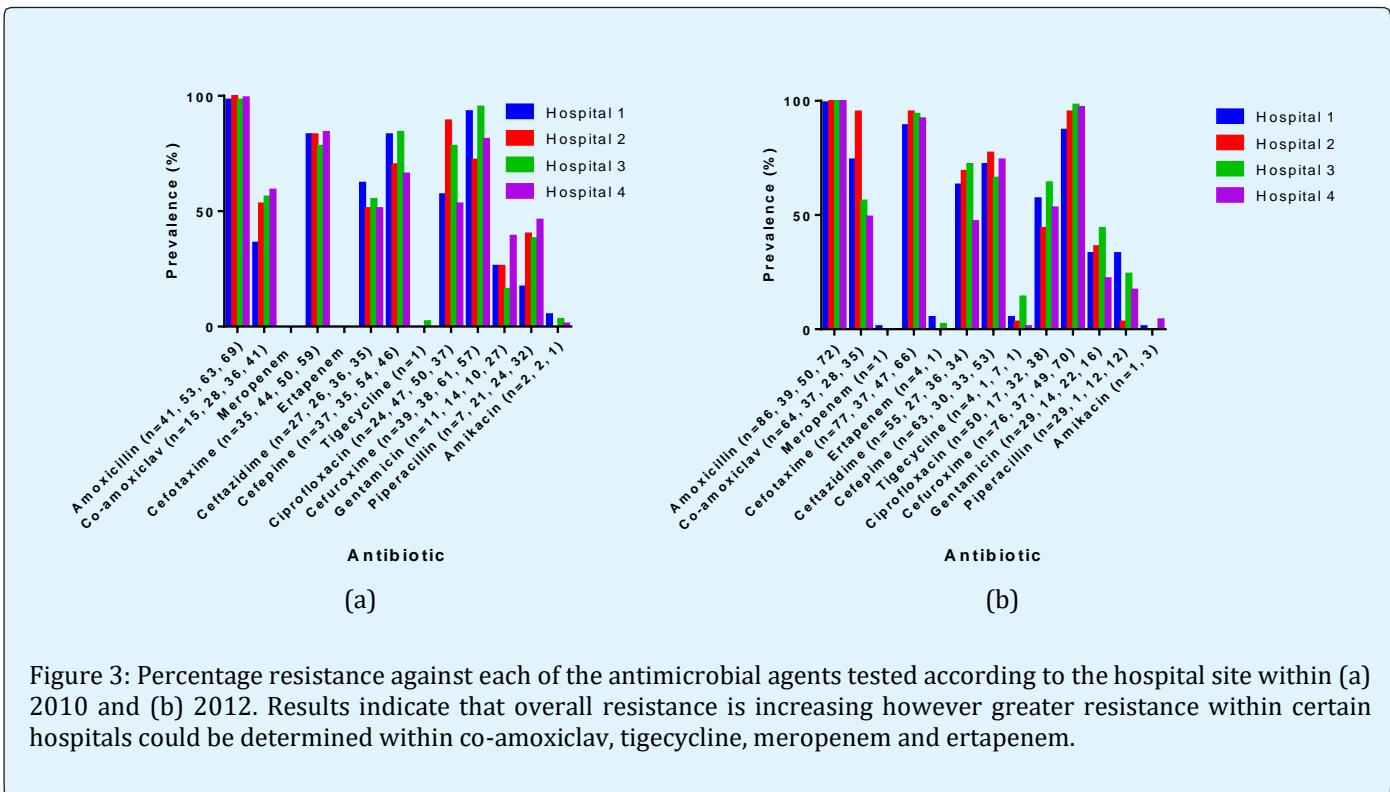 100
50
0
Prevalence (%)
Hospital 1
Hospital 2
Hospital 3
Hospital 4
Amoxicillin (n=41, 53, 63, 69)
Co-amoxiclav (n=15, 28, 36, 41)
Meropenem
Cefotaxime (n=35, 44, 50, 59)
Ertapenem
Ceftazidime (n=27, 26, 36, 35)
Cefepime (n=37, 35, 54, 46)
Tigecycline (n=1)
Ciprofloxacin (n=24, 47, 50, 37)
Cefuroxime (n=39, 38, 61, 57)
Gentamicin (n=11, 14, 10, 27)
Piperacillin (n=7, 21, 24, 32)
Amikacin (n=2, 2, 1)
Antibiotic
(a)
100
50
0
Prevalence (%)
Hospital 1
Hospital 2
Hospital 3
Hospital 4
Amoxicillin (n=86, 39, 50, 72)
Co-amoxiclav (n=64, 37, 28, 35)
Meropenem (n=1)
Cefotaxime (n=77, 37, 47, 66)
Ertapenem (n=4, 1)
Ceftazidime (n=55, 27, 36, 34)
Cefepime (n=63, 30, 33, 53)
Tigecycline (n=4, 1, 7, 1)
Ciprofloxacin (n=50, 17, 32, 38)
Cefuroxime (n=76, 37, 49, 70)
Gentamicin (n=29, 14, 22, 16)
Piperacillin (n=29, 1, 12, 12)
Amikacin (n=1, 3)
Antibiotic
(b)
Figure 3: Percentage resistance against each of the antimicrobial agents tested according to the hospital site within (a)
2010 and (b) 2012. Results indicate that overall resistance is increasing however greater resistance within certain
hospitals could be determined within co-amoxiclav, tigecycline, meropenem and ertapenem.